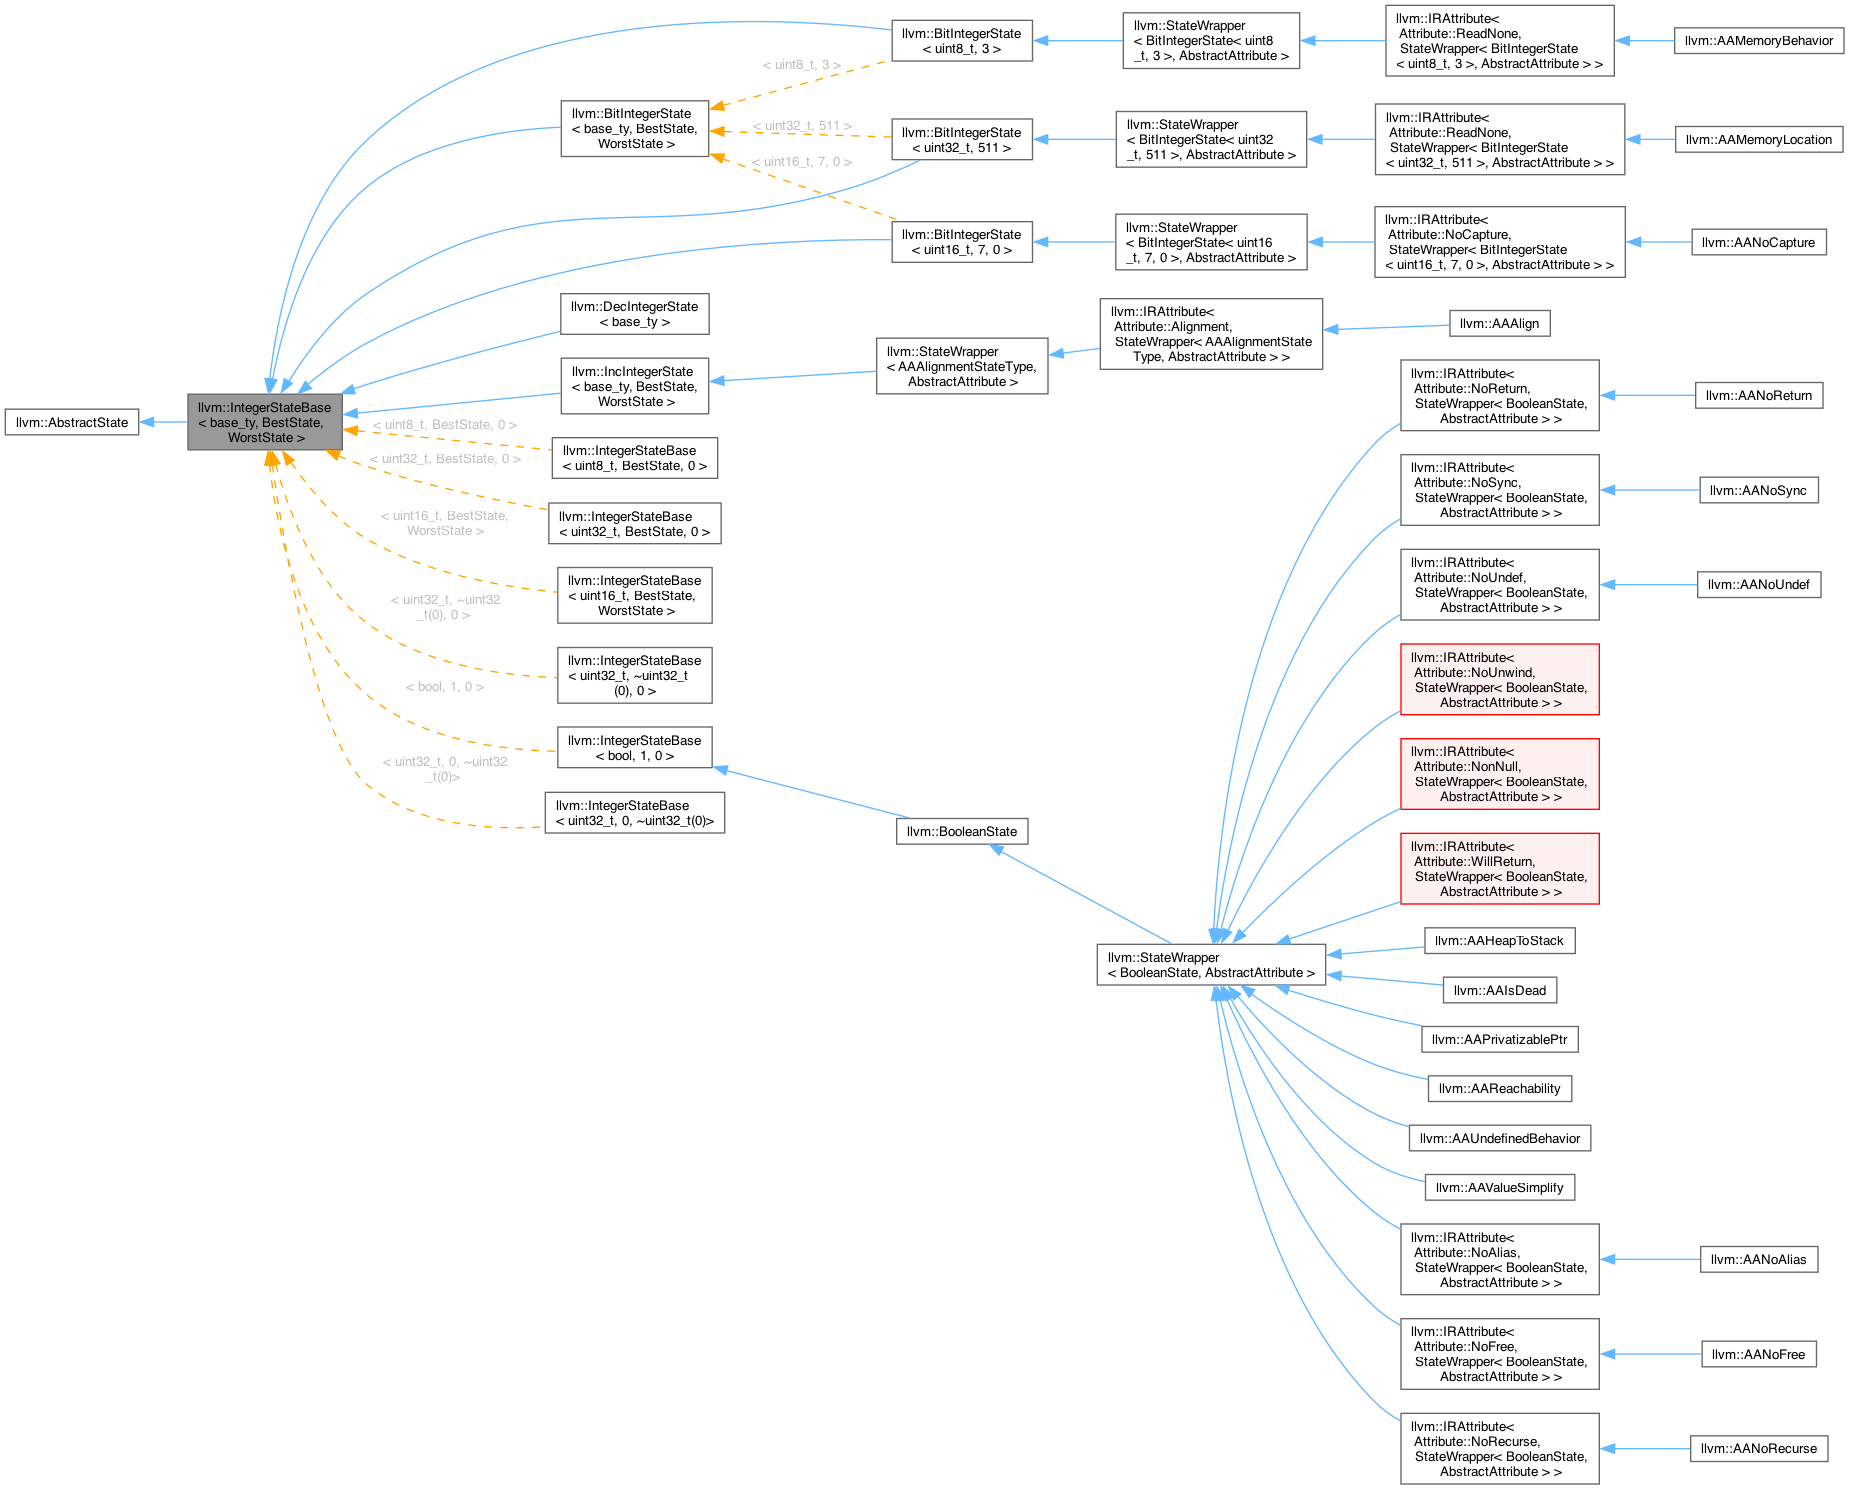 llvm::AbstractState
llvm::IntegerStateBase
< base_ty, BestState,
WorstState >
llvm::BitIntegerState
< base_ty, BestState,
WorstState >
llvm::DecIntegerState
< base_ty >
llvm::IncIntegerState
< base_ty, BestState,
WorstState >
< uint8_t, BestState, 0 >
llvm::IntegerStateBase
< uint8_t, BestState, 0 >
< uint32_t, BestState, 0 >
llvm::IntegerStateBase
< uint32_t, BestState, 0 >
< uint16_t, BestState,
WorstState >
llvm::IntegerStateBase
< uint16_t, BestState,
WorstState >
< uint32_t, ~uint32
_t(0), 0 >
llvm::IntegerStateBase
< uint32_t, ~uint32_t
(0), 0 >
< bool, 1, 0 >
llvm::IntegerStateBase
< bool, 1, 0 >
< uint32_t, 0, ~uint32
_t(0)>
llvm::IntegerStateBase
< uint32_t, 0, ~uint32_t(0)>
< uint8_t, 3 >
llvm::BitIntegerState
< uint8_t, 3 >
llvm::StateWrapper
< BitIntegerState< uint8
_t, 3 >, AbstractAttribute >
llvm::IRAttribute<
Attribute::ReadNone,
StateWrapper< BitIntegerState
< uint8_t, 3 >, AbstractAttribute > >
llvm::AAMemoryBehavior
< uint32_t, 511 >
llvm::BitIntegerState
< uint32_t, 511 >
llvm::StateWrapper
< BitIntegerState< uint32
_t, 511 >, AbstractAttribute >
llvm::IRAttribute<
Attribute::ReadNone,
StateWrapper< BitIntegerState
< uint32_t, 511 >, AbstractAttribute > >
llvm::AAMemoryLocation
< uint16_t, 7, 0 >
llvm::BitIntegerState
< uint16_t, 7, 0 >
llvm::StateWrapper
< BitIntegerState< uint16
_t, 7, 0 >, AbstractAttribute >
llvm::IRAttribute<
Attribute::NoCapture,
StateWrapper< BitIntegerState
< uint16_t, 7, 0 >, AbstractAttribute > >
llvm::AANoCapture
llvm::StateWrapper
< AAAlignmentStateType,
AbstractAttribute >
llvm::IRAttribute<
Attribute::Alignment,
StateWrapper< AAAlignmentState
Type, AbstractAttribute > >
llvm::AAAlign
llvm::BooleanState
llvm::StateWrapper
< BooleanState, AbstractAttribute >
llvm::IRAttribute<
Attribute::NoReturn,
StateWrapper< BooleanState,
AbstractAttribute > >
llvm::AANoReturn
llvm::IRAttribute<
Attribute::NoSync,
StateWrapper< BooleanState,
AbstractAttribute > >
llvm::AANoSync
llvm::IRAttribute<
Attribute::NoUndef,
StateWrapper< BooleanState,
AbstractAttribute > >
llvm::AANoUndef
llvm::IRAttribute<
Attribute::NoUnwind,
StateWrapper< BooleanState,
AbstractAttribute > >
llvm::IRAttribute<
Attribute::NonNull,
StateWrapper< BooleanState,
AbstractAttribute > >
llvm::IRAttribute<
Attribute::WillReturn,
StateWrapper< BooleanState,
AbstractAttribute > >
llvm::AAHeapToStack
llvm::AAIsDead
llvm::AAPrivatizablePtr
llvm::AAReachability
llvm::AAUndefinedBehavior
llvm::AAValueSimplify
llvm::IRAttribute<
Attribute::NoAlias,
StateWrapper< BooleanState,
AbstractAttribute > >
llvm::AANoAlias
llvm::IRAttribute<
Attribute::NoFree,
StateWrapper< BooleanState,
AbstractAttribute > >
llvm::AANoFree
llvm::IRAttribute<
Attribute::NoRecurse,
StateWrapper< BooleanState,
AbstractAttribute > >
llvm::AANoRecurse